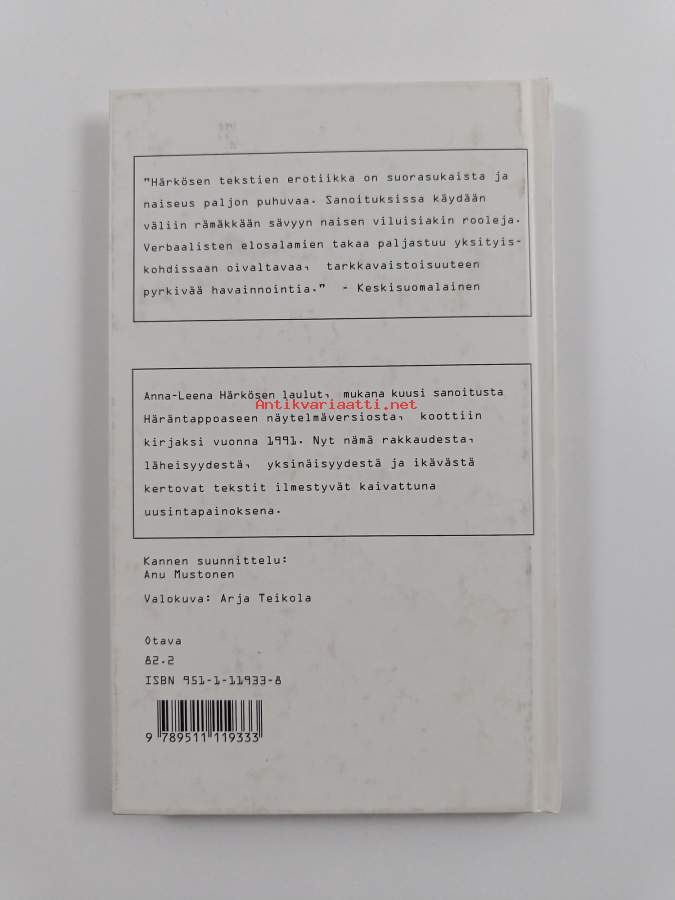 "Härkösen tekstien erotiikka on suorasukaista ja
naiseus paljon puhuvaa. Sanoituksissa käydään
väliin rämäkkään sävyyn naisen viluisiakin rooleja.
Verbaalisten elosalamien takaa paljastuu yksityis-
kohdissaan oivaltavaa, tarkkavaistoisuuteen
pyrkivää havainnointia." - Keskisuomalainen
Anna-Leena Härkösen laulut, mukana kuusi sanoitusta
Antikvariaatti.net
Häräntappoaseen näytelmäversiosta, koottiin
kirjaksi vuonna 1991. Nyt nämä rakkaudesta,
läheisyydestä, yksinäisyydestä ja ikävästä
kertovat tekstit ilmestyvät kaivattuna
uusintapainoksena.
Kannen suunnittelu:
Anu Mustonen
Valokuva: Arja Teikola
Otava
82.2
ISBN 951-1-11933-8
9 789511 119333